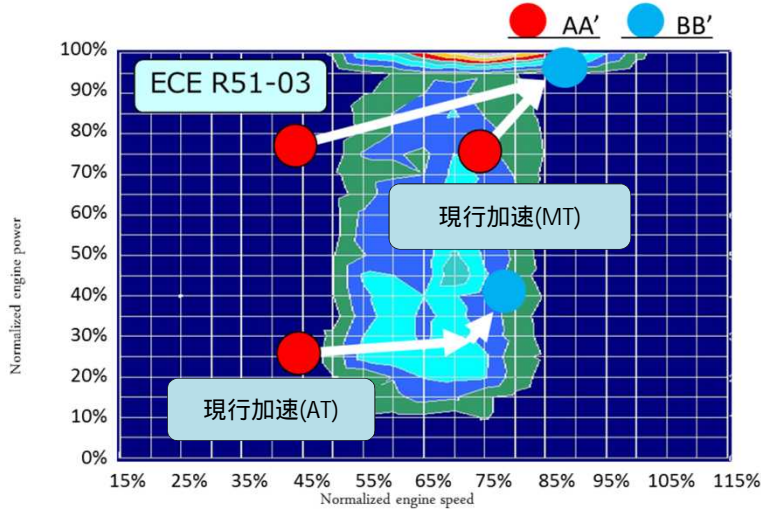 AA’ BB’
100%
90%
80%
70%
60%
50%
40%
30%
20%
10%
0%
ECE R51-03
現行加速(MT)
現行加速(AT)
Normalized engine power
15% 25% 35% 45% 55% 65% 75% 85% 95% 105% 115%
Normalized engine speed